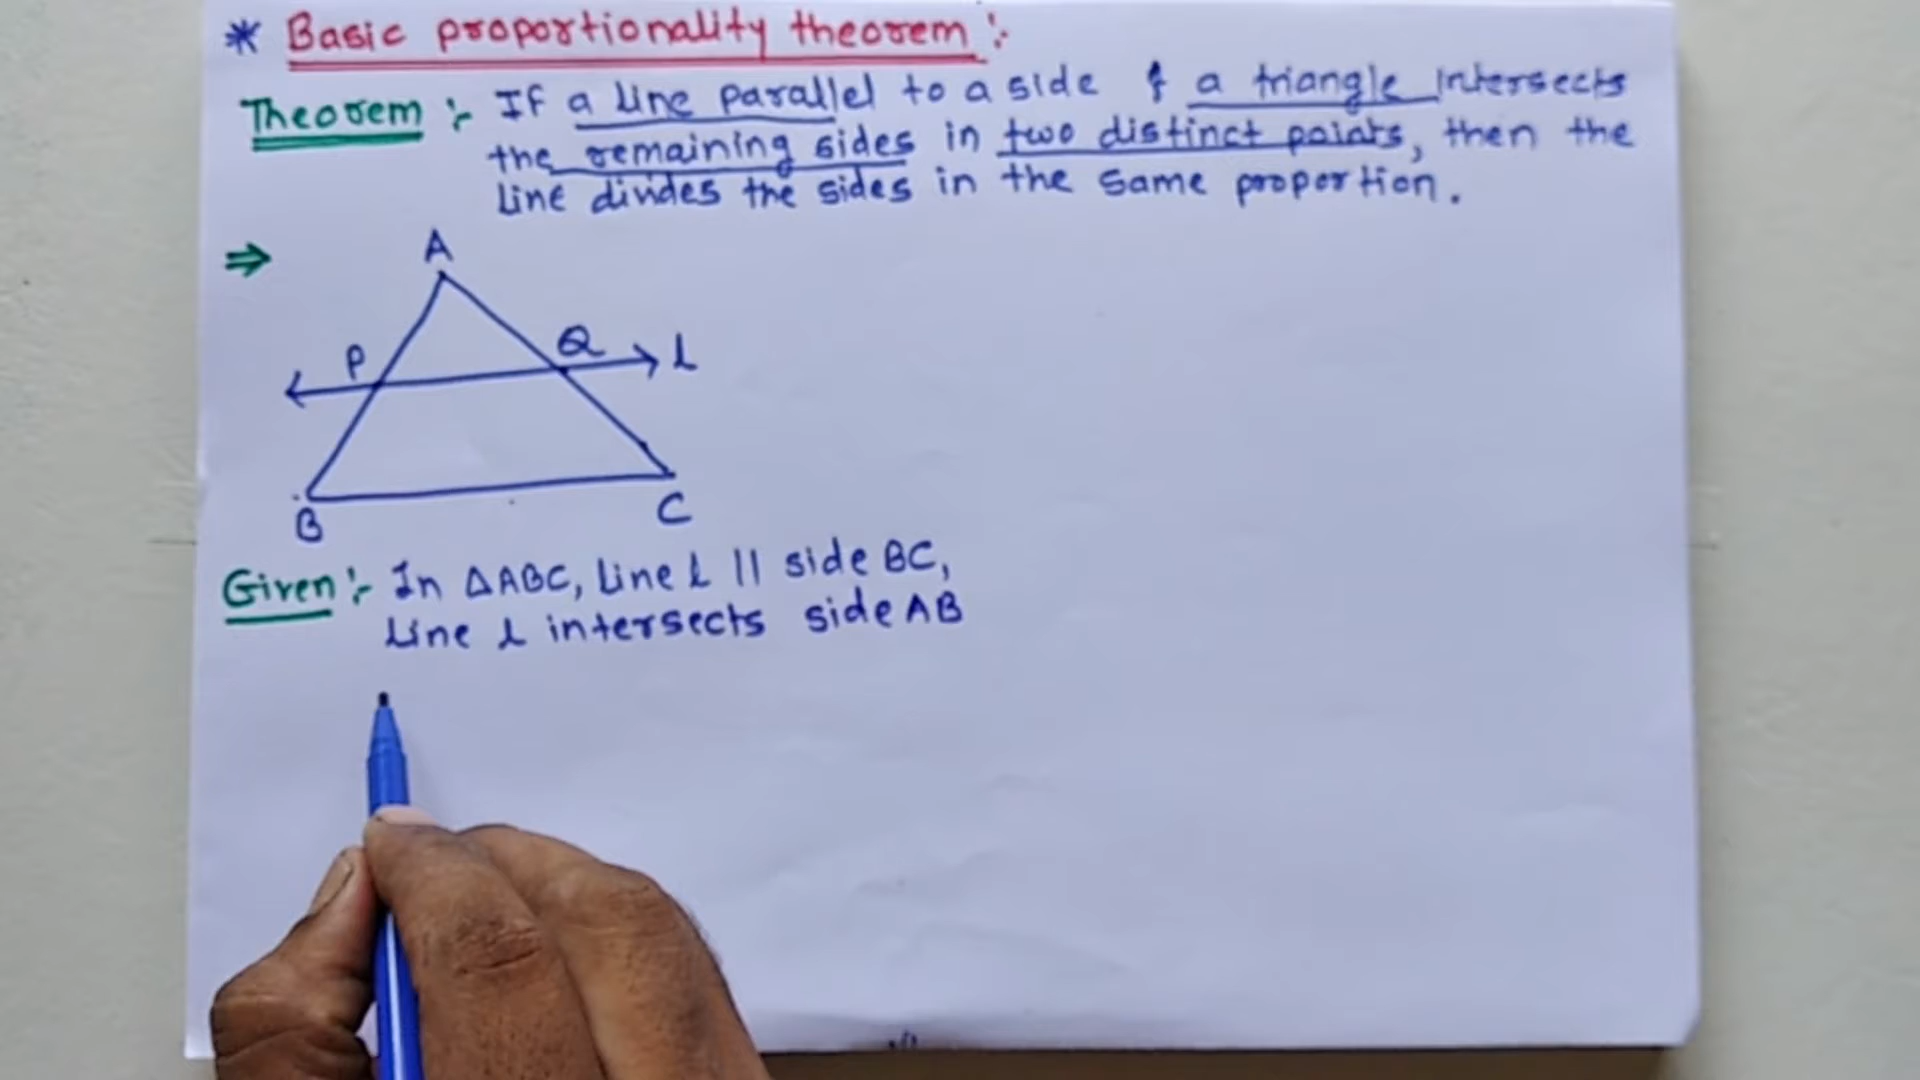 * Basic proportionality theorem :-
Theorem :- If a line parallel to a side of a triangle intersects
the remaining sides in two distinct points, then the
line divides the sides in the same proportion.
⇒
A
P
Q
l
B
C
Given :- In ΔABC, line l || side BC,
Line l intersects side AB